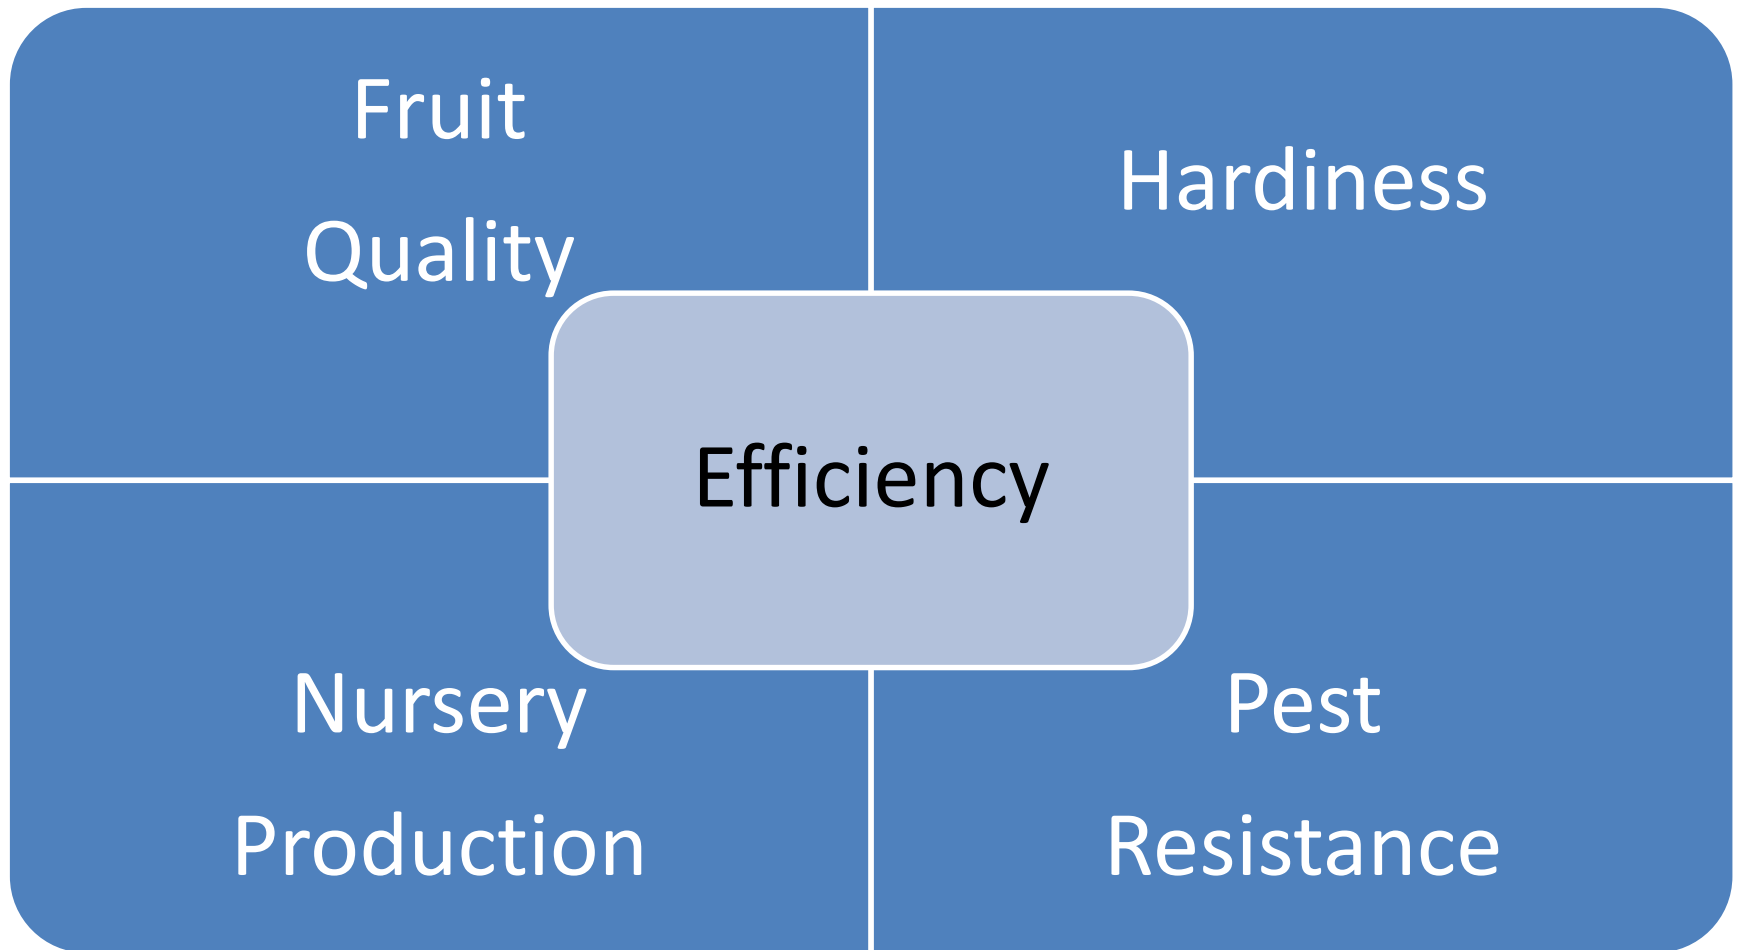 Fruit
Quality
Hardiness
Efficiency
Nursery
Production
Pest
Resistance